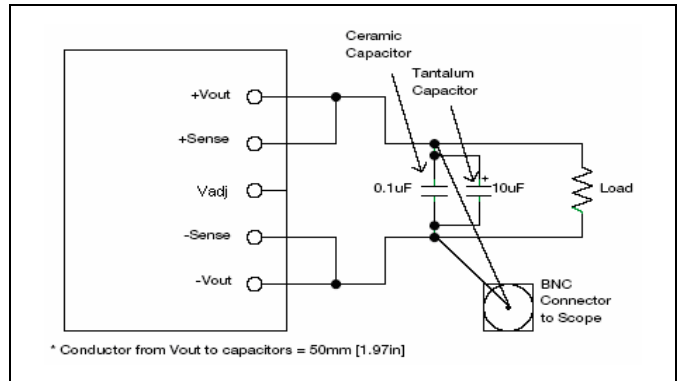 Ceramic
Capacitor
Tantalum
Capacitor
+Vout
+Sense
Vadj
-Sense
-Vout
0.1uF
+
10uF
Load
BNC
Connector
to Scope
* Conductor from Vout to capacitors = 50mm [1.97in]